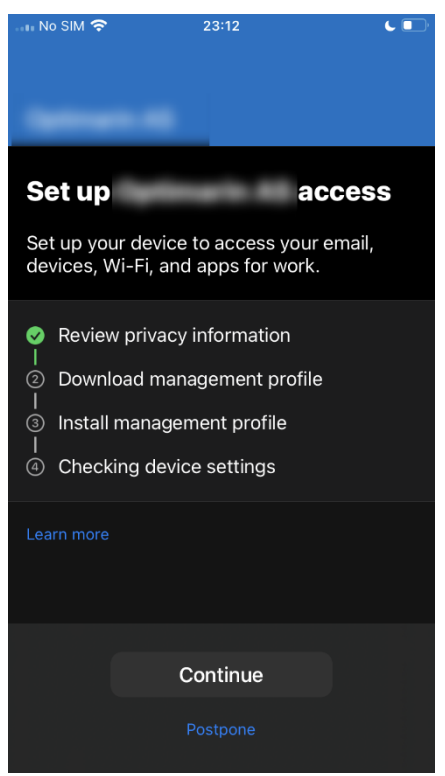 No SIM 23:12
Set up access
Set up your device to access your email,
devices, Wi-Fi, and apps for work.
Review privacy information
2 Download management profile
3 Install management profile
4 Checking device settings
Learn more
Continue
Postpone